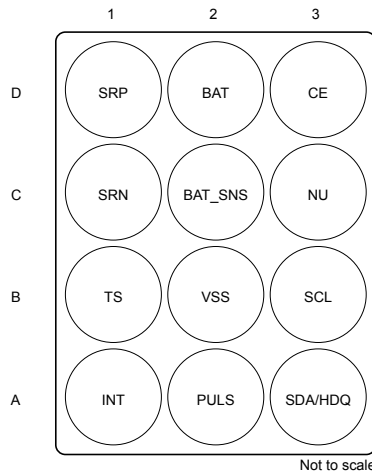 1 2 3
D SRP BAT CE
C SRN BAT_SNS NU
B TS VSS SCL
A INT PULS SDA/HDQ
Not to scale